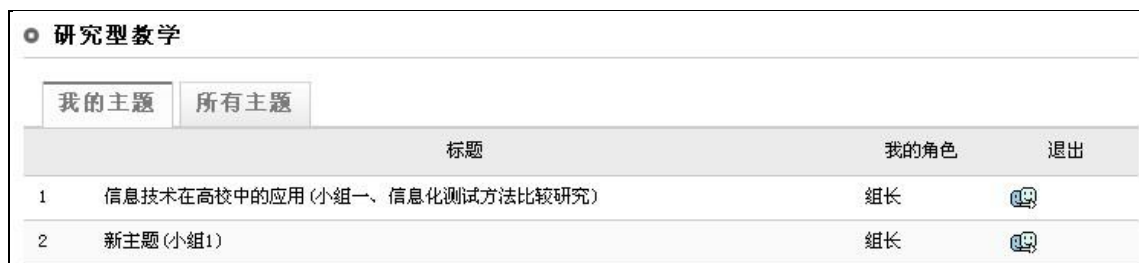 研究型教学
我的主题 所有主题
标题 我的角色 退出
1 信息技术在高校中的应用(小组一、信息化测试方法比较研究) 组长
2 新主题(小组1) 组长